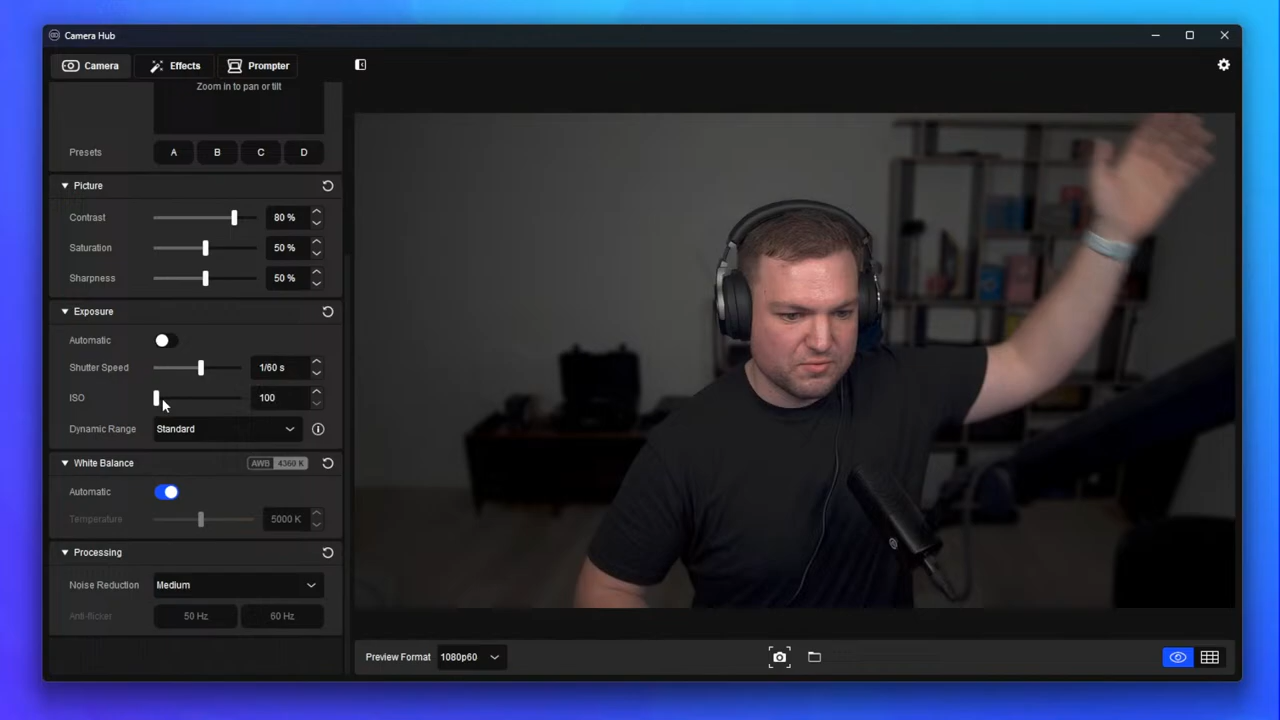 Camera Hub
Camera Effects Prompter
Zoom in to pan or tilt
Presets A B C D
Picture
Contrast 80 %
Saturation 50 %
Sharpness 50 %
Exposure
Automatic
Shutter Speed 1/60 s
ISO 100
Dynamic Range Standard
White Balance AWB 4360 K
Automatic
Temperature 5000 K
Processing
Noise Reduction Medium
Anti-flicker 50 Hz 60 Hz
Preview Format 1080p60